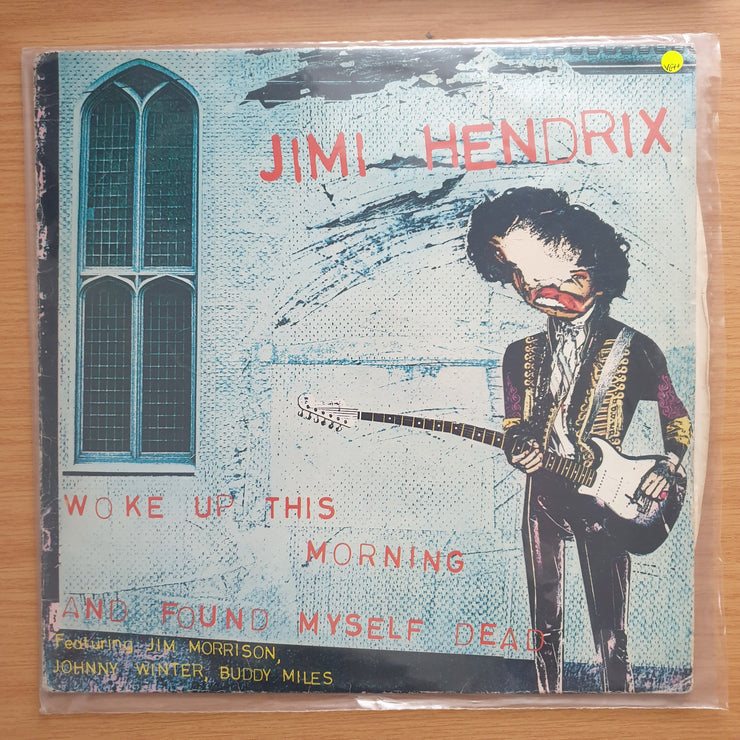 JIMI HENDRIX
WOKE UP THIS
MORNING
AND FOUND MYSELF DEAD
Featuring JIM MORRISON,
JOHNNY WINTER, BUDDY MILES